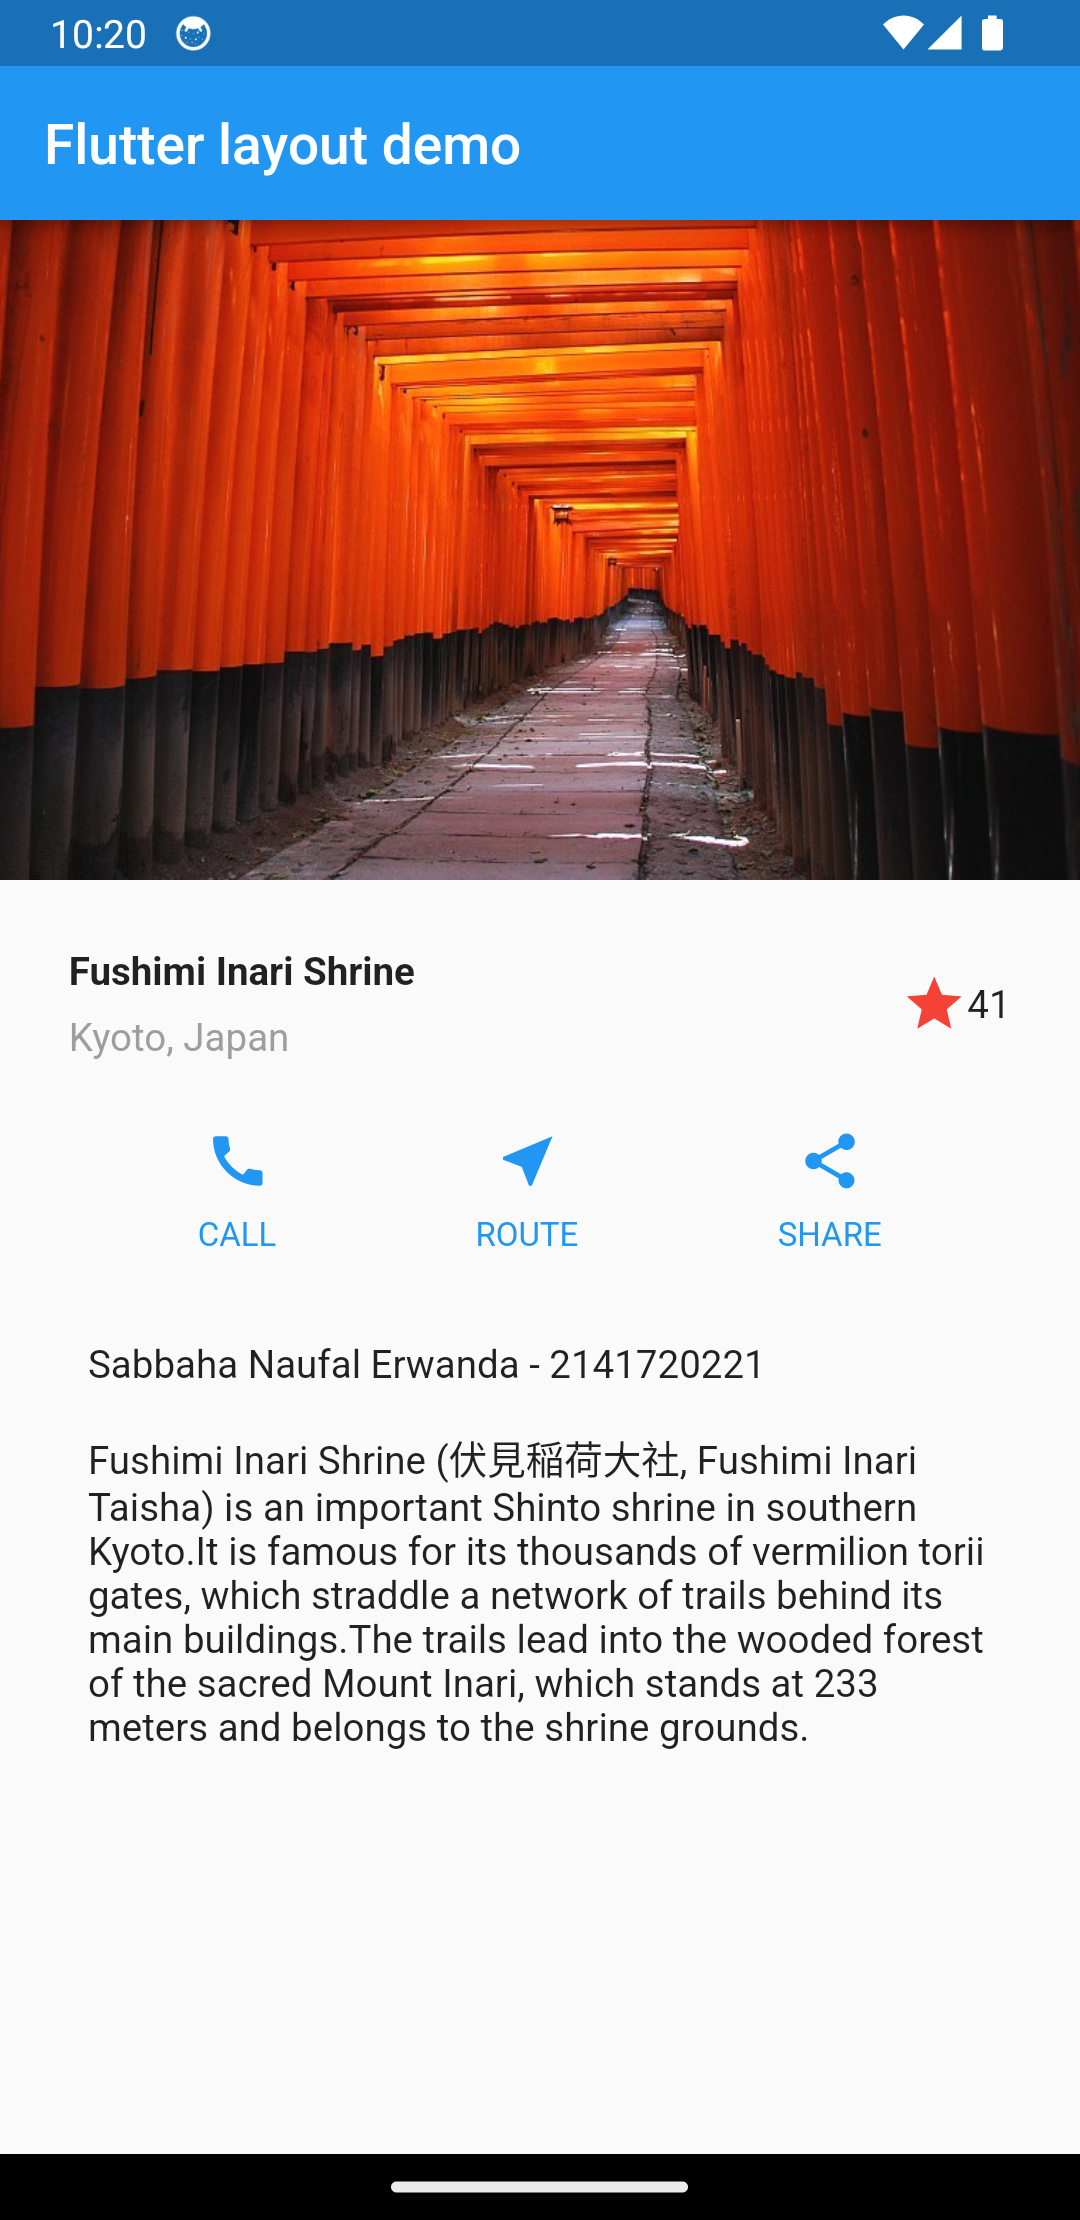 10:20
Flutter layout demo
Fushimi Inari Shrine
Kyoto, Japan
41
CALL
ROUTE
SHARE
Sabbaha Naufal Erwanda - 2141720221
Fushimi Inari Shrine (伏見稲荷大社, Fushimi Inari
Taisha) is an important Shinto shrine in southern
Kyoto.It is famous for its thousands of vermilion torii
gates, which straddle a network of trails behind its
main buildings.The trails lead into the wooded forest
of the sacred Mount Inari, which stands at 233
meters and belongs to the shrine grounds.